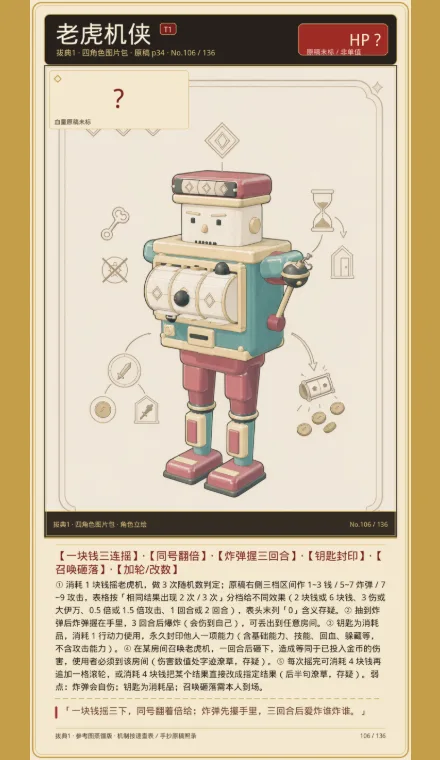 老虎机侠 T1
HP ?
拔典1 · 四角色图片包 · 原稿 p34 · No.106 / 136
原稿未标 / 非单值
?
血量原稿未标
拔典1 · 四角色图片包 · 角色立绘
No.106 / 136
【一块钱三连摇】·【同号翻倍】·【炸弹握三回合】·【钥匙封印】·【
召唤砸落】·【加轮/改数】
① 消耗 1 块钱摇老虎机，做 3 次随机数判定；原稿右侧三档区间作 1~3 钱 / 5~7 炸弹 / 7
~9 攻击，表格按「相同结果出现 2 次 / 3 次」分档给不同效果（2 块钱或 6 块钱、3 伤或
大伊万、0.5 倍或 1.5 倍攻击、1 回合或 2 回合），表头末列「0」含义存疑。② 抽到炸
弹后炸弹握在手里，3 回合后爆炸（会伤到自己），可丢出到任意房间。③ 钥匙为消耗
品，消耗 1 行动力使用，永久封印他人一项能力（含基础能力、技能、回血、躲藏等，
不含攻击能力）。④ 在某房间召唤老虎机，一回合后砸下，造成等同于已投入金币的伤
害，使用者必须到该房间（伤害数值处字迹潦草，存疑）。⑤ 每次摇完可消耗 4 块钱再
追加一格滚轮，或消耗 4 块钱把某个结果直接改成指定结果（后半句潦草，存疑）。弱
点：炸弹会自伤；钥匙为消耗品；召唤砸落需本人到场。
「一块钱摇三下，同号翻着倍给；炸弹先攥手里，三回合后爱炸谁炸谁。」
拔典1 · 参考图质锚版 · 机制按速查表 / 手抄原稿照录
106 / 136